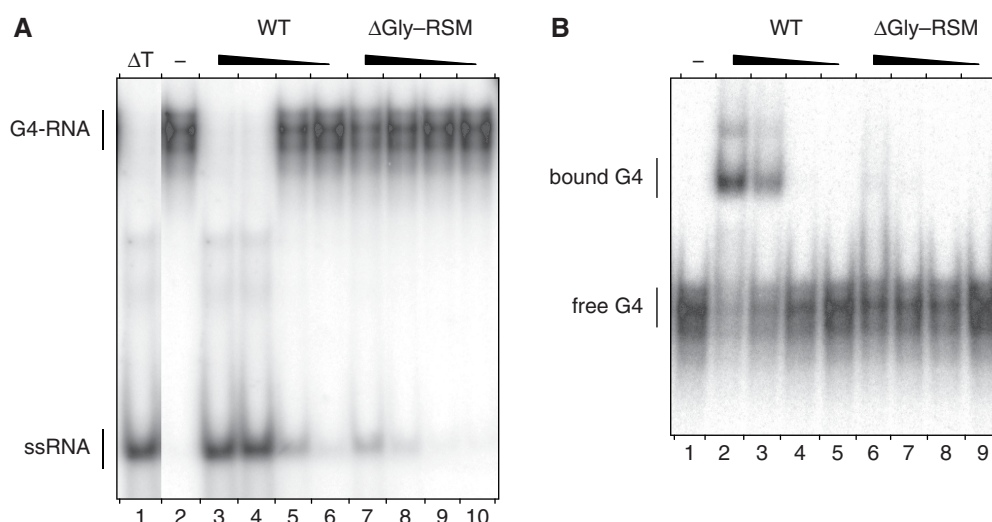 A
WT
ΔGly–RSM
ΔT
–
G4-RNA
ssRNA
1 2 3 4 5 6 7 8 9 10
B
WT
ΔGly–RSM
–
bound G4
free G4
1 2 3 4 5 6 7 8 9